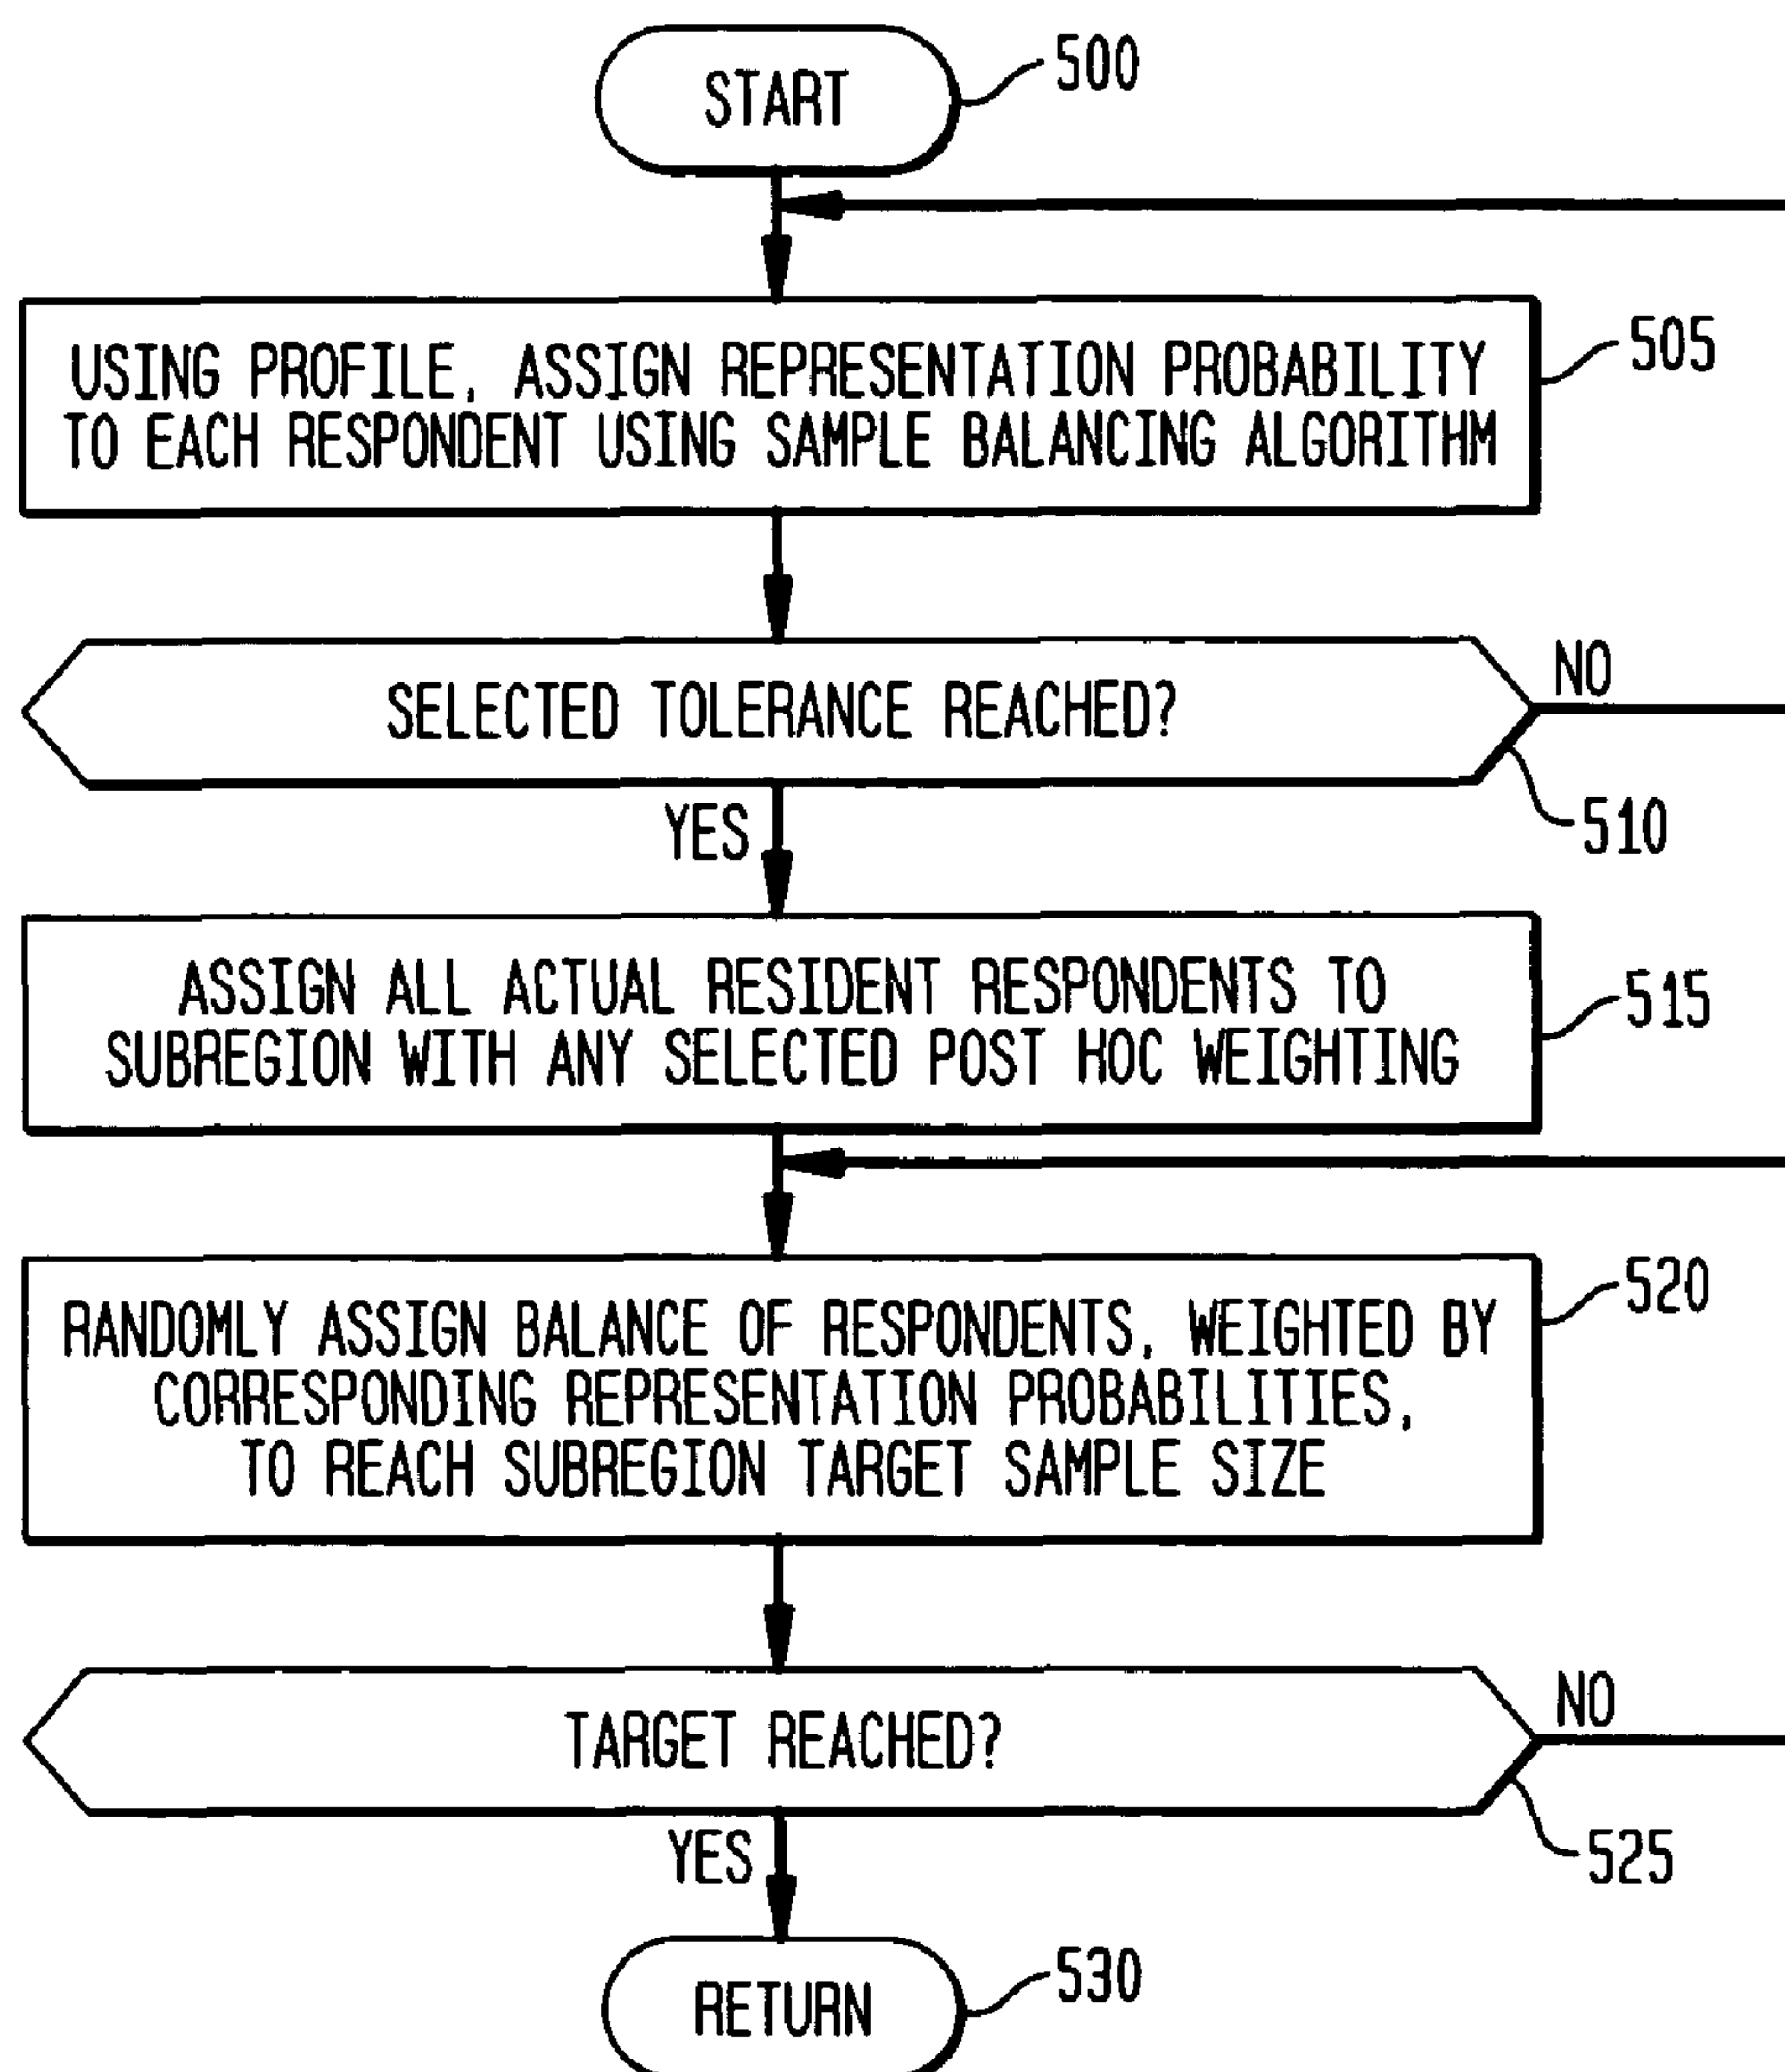 START
500
USING PROFILE, ASSIGN REPRESENTATION PROBABILITY
TO EACH RESPONDENT USING SAMPLE BALANCING ALGORITHM
505
SELECTED TOLERANCE REACHED?
NO
510
YES
ASSIGN ALL ACTUAL RESIDENT RESPONDENTS TO
SUBREGION WITH ANY SELECTED POST HOC WEIGHTING
515
RANDOMLY ASSIGN BALANCE OF RESPONDENTS, WEIGHTED BY
CORRESPONDING REPRESENTATION PROBABILITIES,
TO REACH SUBREGION TARGET SAMPLE SIZE
520
TARGET REACHED?
NO
525
YES
RETURN
530